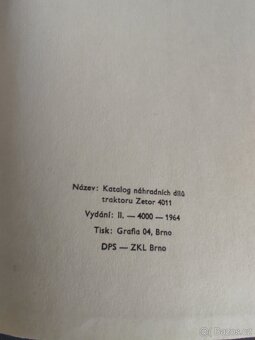 Název: Katalog náhradních dílů
traktoru Zetor 4011
Vydání: II. — 4000 — 1964
Tisk: Grafia 04, Brno
DPS — ZKL Brno